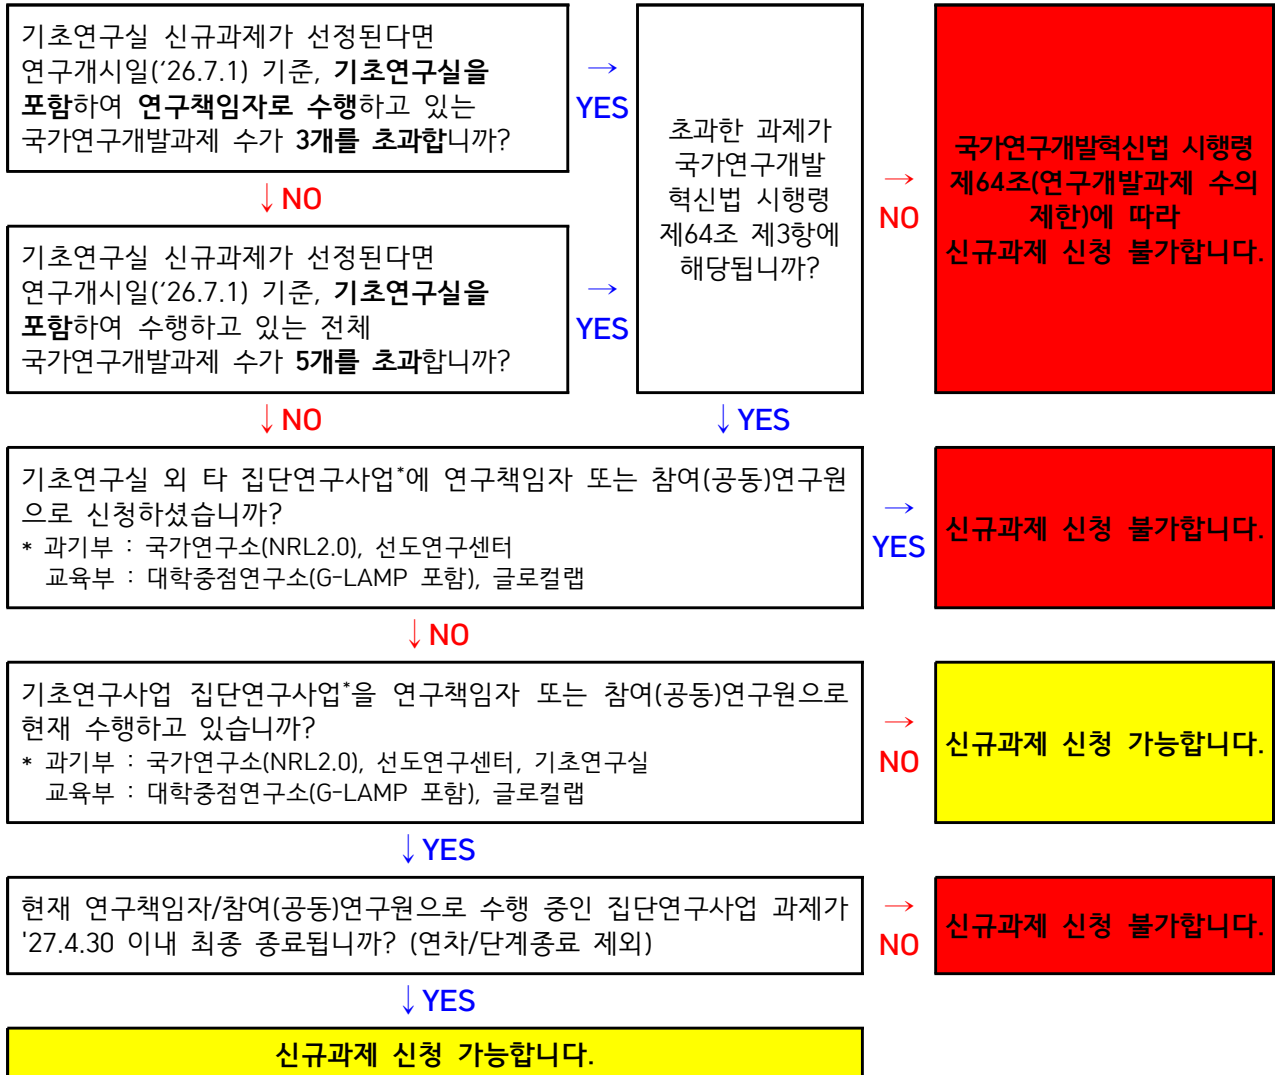 기초연구실 신규과제가 선정된다면
연구개시일('26.7.1) 기준, 기초연구실을
포함하여 연구책임자로 수행하고 있는
국가연구개발과제 수가 3개를 초과합니까?
→
YES
초과한 과제가
국가연구개발
혁신법 시행령
제64조 제3항에
해당됩니까?
→
NO
국가연구개발혁신법 시행령
제64조(연구개발과제 수의
제한)에 따라
신규과제 신청 불가합니다.
↓ NO
기초연구실 신규과제가 선정된다면
연구개시일('26.7.1) 기준, 기초연구실을
포함하여 수행하고 있는 전체
국가연구개발과제 수가 5개를 초과합니까?
→
YES
↓ NO
↓ YES
기초연구실 외 타 집단연구사업*에 연구책임자 또는 참여(공동)연구원
으로 신청하셨습니까?
* 과기부 : 국가연구소(NRL2.0), 선도연구센터
교육부 : 대학중점연구소(G-LAMP 포함), 글로컬랩
→
YES
신규과제 신청 불가합니다.
↓ NO
기초연구사업 집단연구사업*을 연구책임자 또는 참여(공동)연구원으로
현재 수행하고 있습니까?
* 과기부 : 국가연구소(NRL2.0), 선도연구센터, 기초연구실
교육부 : 대학중점연구소(G-LAMP 포함), 글로컬랩
→
NO
신규과제 신청 가능합니다.
↓ YES
현재 연구책임자/참여(공동)연구원으로 수행 중인 집단연구사업 과제가
'27.4.30 이내 최종 종료됩니까? (연차/단계종료 제외)
→
NO
신규과제 신청 불가합니다.
↓ YES
신규과제 신청 가능합니다.